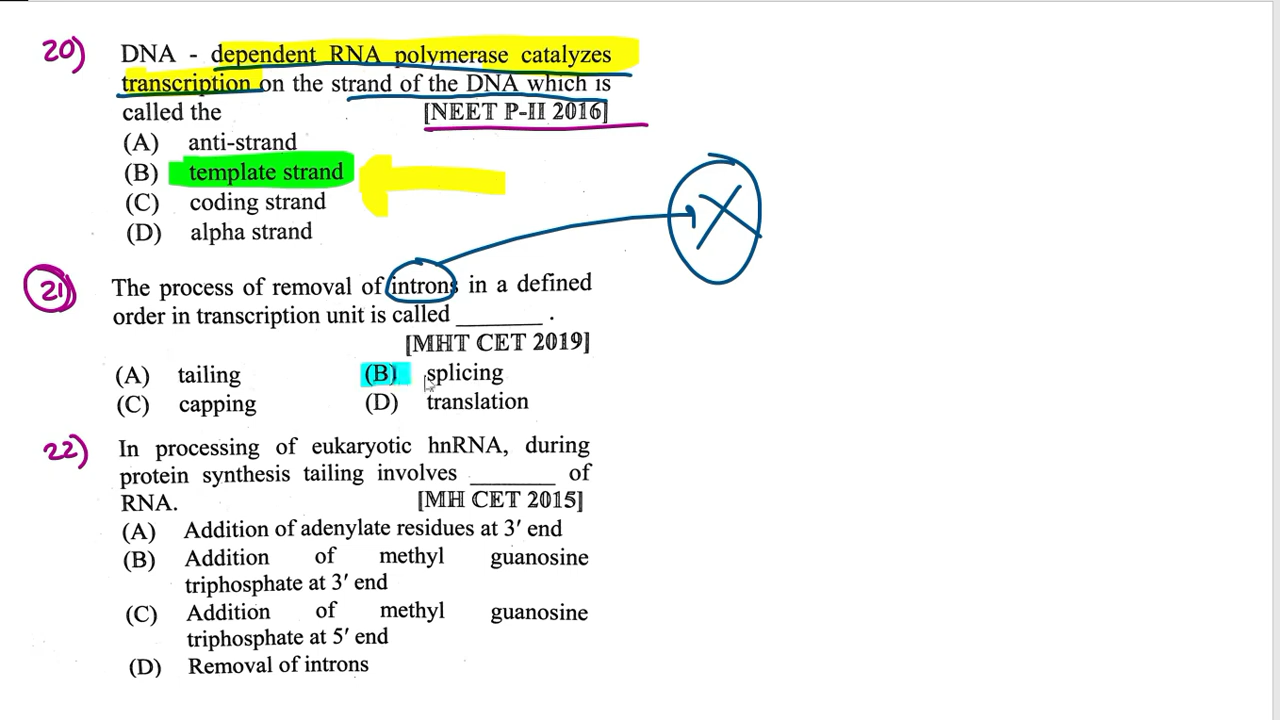 20) DNA - dependent RNA polymerase catalyzes
transcription on the strand of the DNA which is
called the [NEET P-II 2016]
(A) anti-strand
(B) template strand
(C) coding strand
(D) alpha strand
21) The process of removal of introns in a defined
order in transcription unit is called ________ .
[MHT CET 2019]
(A) tailing (B) splicing
(C) capping (D) translation
22) In processing of eukaryotic hnRNA, during
protein synthesis tailing involves ________ of
RNA. [MH CET 2015]
(A) Addition of adenylate residues at 3′ end
(B) Addition of methyl guanosine
triphosphate at 3′ end
(C) Addition of methyl guanosine
triphosphate at 5′ end
(D) Removal of introns